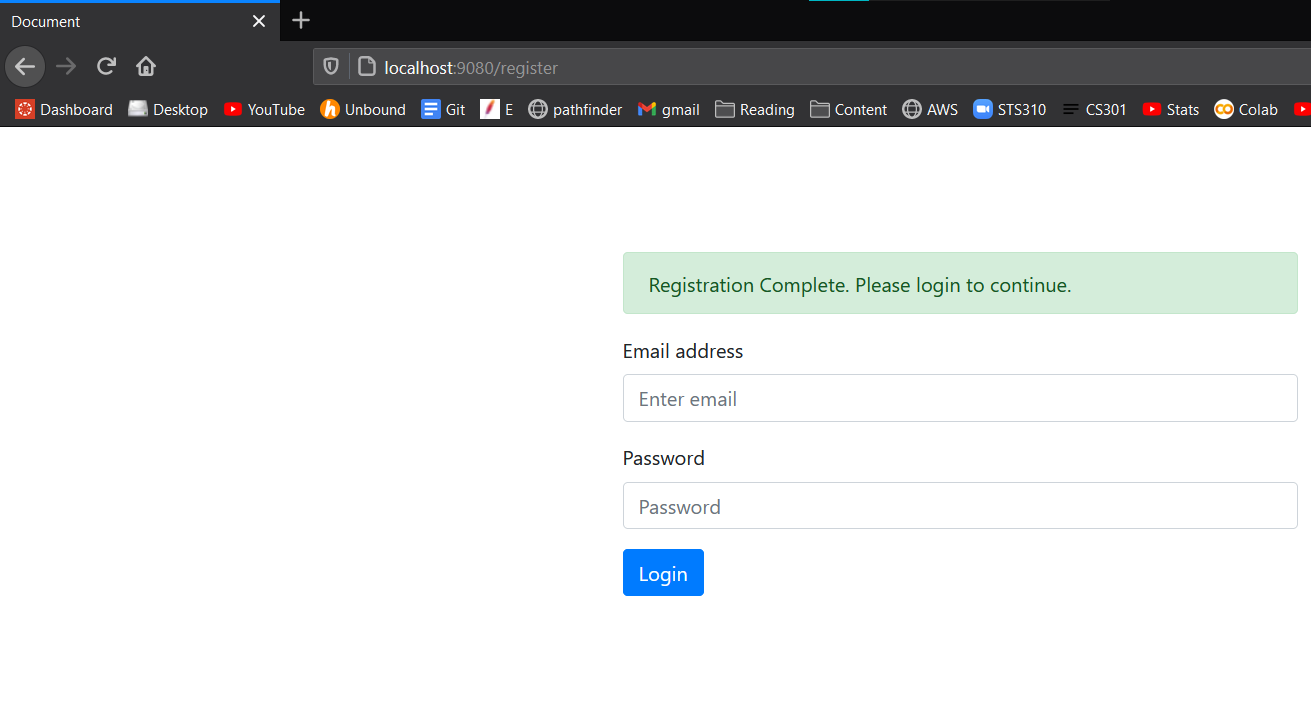 Document
localhost:9080/register
Dashboard Desktop YouTube Unbound Git E pathfinder gmail Reading Content AWS STS310 CS301 Stats Colab
Registration Complete. Please login to continue.
Email address
Enter email
Password
Password
Login